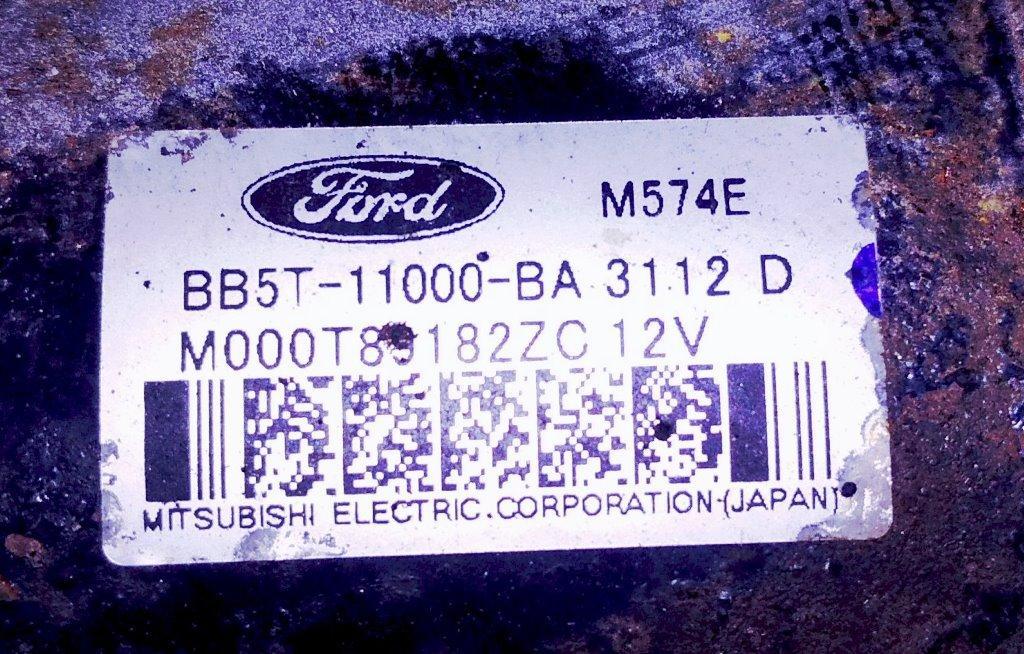 Ford
M574E
BB5T-11000-BA 3112 D
12V
MITSUBISHI ELECTRIC CORPORATION (JAPAN)